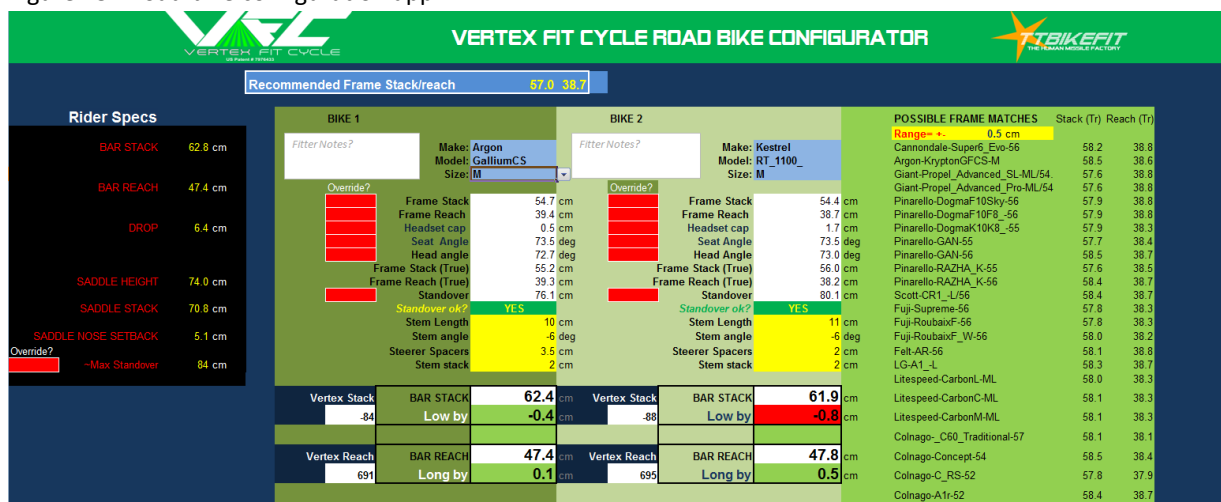 VFC
VERTEX FIT CYCLE
VERTEX FIT CYCLE ROAD BIKE CONFIGURATOR
TTBIKEFIT
THE HUMAN MISSILE FACTORY
Recommended Frame Stack/reach 57.0 38.7
Rider Specs
BAR STACK 62.8 cm
BAR REACH 47.4 cm
DROP 6.4 cm
SADDLE HEIGHT 74.0 cm
SADDLE STACK 70.8 cm
SADDLE NOSE SETBACK 5.1 cm
Override?
~Max Standover 84 cm
BIKE 1
Fitter Notes?
Make: Argon
Model: GalliumCS
Size: M
Override?
Frame Stack 54.7 cm
Frame Reach 39.4 cm
Headset cap 0.5 cm
Seat Angle 73.5 deg
Head angle 72.7 deg
Frame Stack (True) 55.2 cm
Frame Reach (True) 39.3 cm
Standover 76.1 cm
Standover ok? YES
Stem Length 10 cm
Stem angle -6 deg
Steerer Spacers 3.5 cm
Stem stack 2 cm
Vertex Stack BAR STACK 62.4 cm
-84 Low by -0.4 cm
Vertex Reach BAR REACH 47.4 cm
691 Long by 0.1 cm
BIKE 2
Fitter Notes?
Make: Kestrel
Model: RT_1100_
Size: M
Override?
Frame Stack 54.4 cm
Frame Reach 38.7 cm
Headset cap 1.7 cm
Seat Angle 73.5 deg
Head Angle 73.0 deg
Frame Stack (True) 56.0 cm
Frame Reach (True) 38.2 cm
Standover 80.1 cm
Standover ok? YES
Stem Length 11 cm
Stem angle -6 deg
Steerer Spacers 2 cm
Stem stack 2 cm
Vertex Stack BAR STACK 61.9 cm
-88 Low by -0.8 cm
Vertex Reach BAR REACH 47.8 cm
695 Long by 0.5 cm
POSSIBLE FRAME MATCHES Stack (Tr) Reach (Tr)
Range= +- 0.5 cm
Cannondale-Super6_Evo-56 58.2 38.8
Argon-KryptonGFCS-M 58.5 38.6
Giant-Propel_Advanced_SL-ML/54. 57.6 38.8
Giant-Propel_Advanced_Pro-ML/54 57.6 38.8
Pinarello-DogmaF10Sky-56 57.9 38.8
Pinarello-DogmaF10F8_-56 57.9 38.8
Pinarello-DogmaK10K8_-55 57.9 38.3
Pinarello-GAN-55 57.7 38.4
Pinarello-GAN-56 58.5 38.7
Pinarello-RAZHA_K-55 57.6 38.5
Pinarello-RAZHA_K-56 58.4 38.7
Scott-CR1_-L/56 58.4 38.7
Fuji-Supreme-56 57.8 38.3
Fuji-RoubaixF-56 57.8 38.3
Fuji-RoubaixF_W-56 58.0 38.2
Felt-AR-56 58.1 38.8
LG-A1_-L 58.3 38.7
Litespeed-CarbonL-ML 58.0 38.3
Litespeed-CarbonC-ML 58.1 38.3
Litespeed-CarbonM-ML 58.1 38.3
Colnago-_C60_Traditional-57 58.1 38.1
Colnago-Concept-54 58.5 38.4
Colnago-C_RS-52 57.8 37.9
Colnago-A1r-52 58.4 38.7